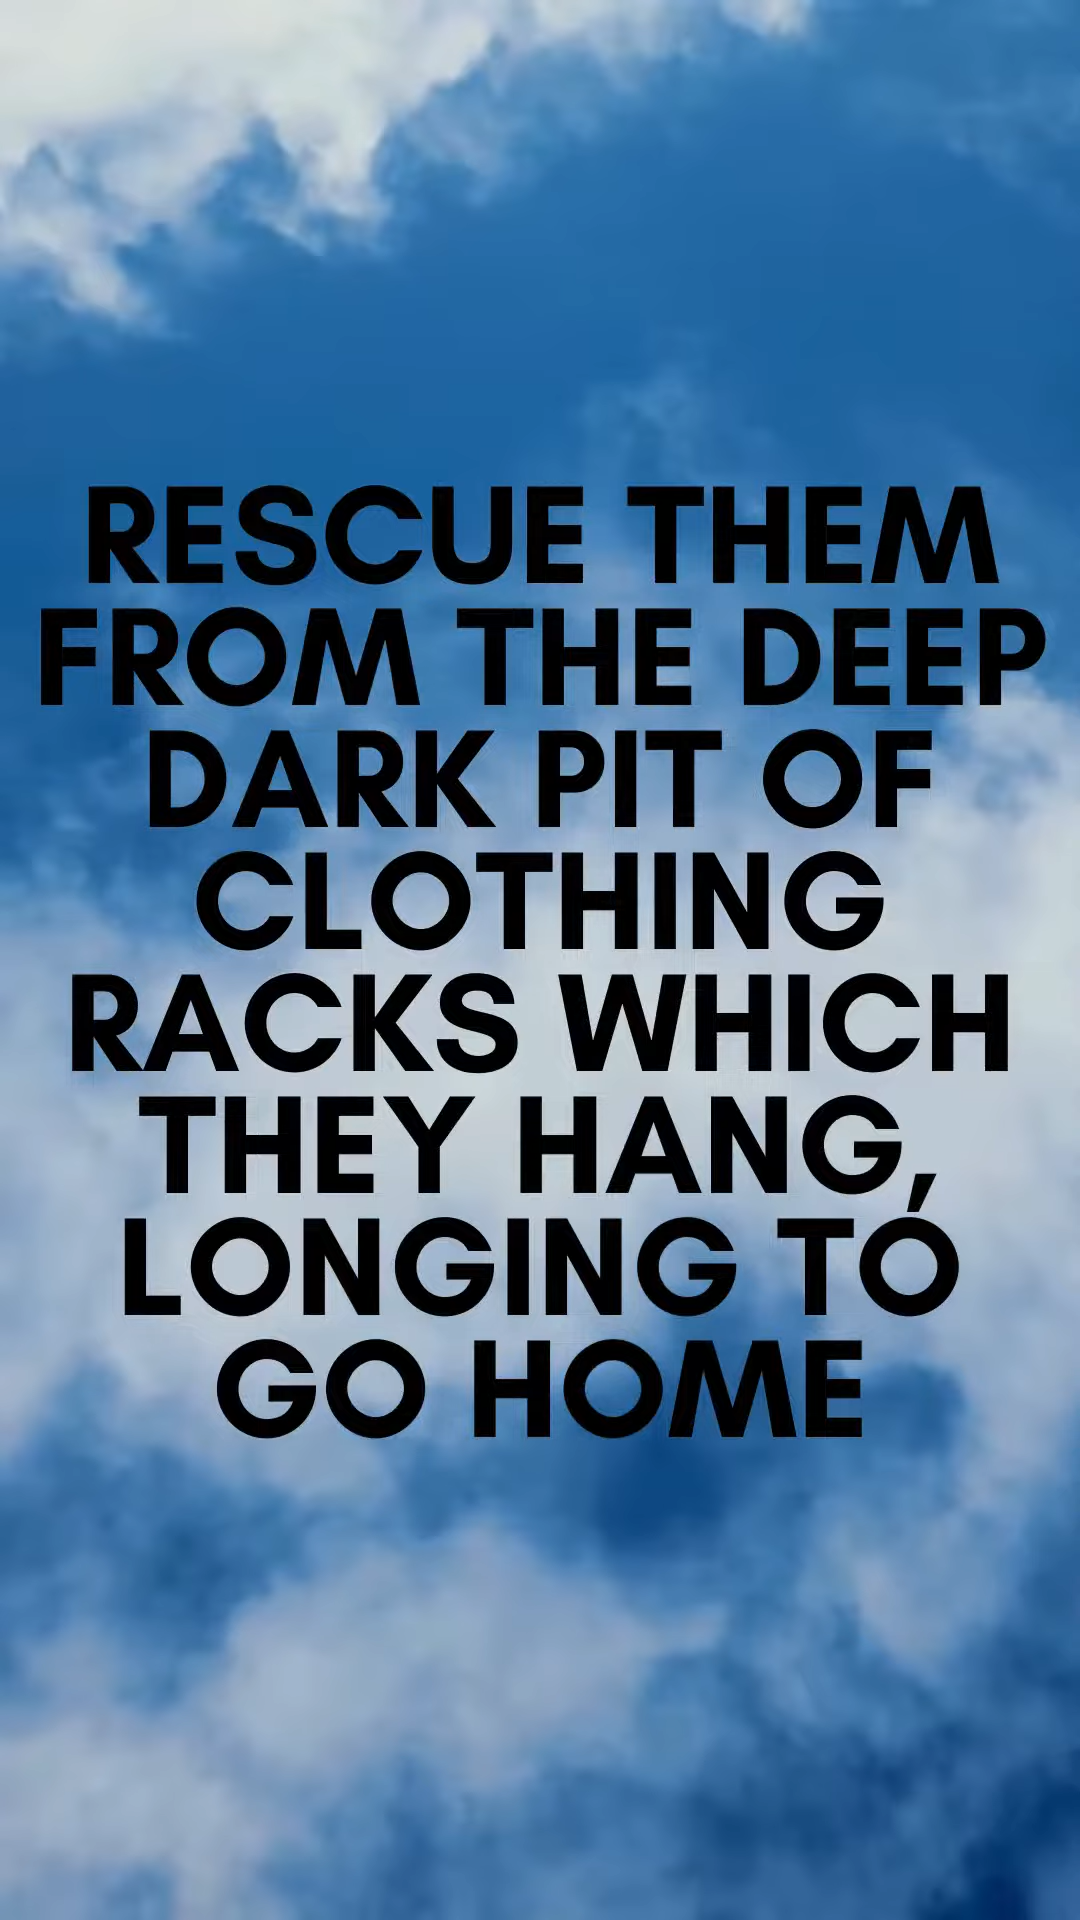 RESCUE THEM
FROM THE DEEP
DARK PIT OF
CLOTHING
RACKS WHICH
THEY HANG,
LONGING TO
GO HOME